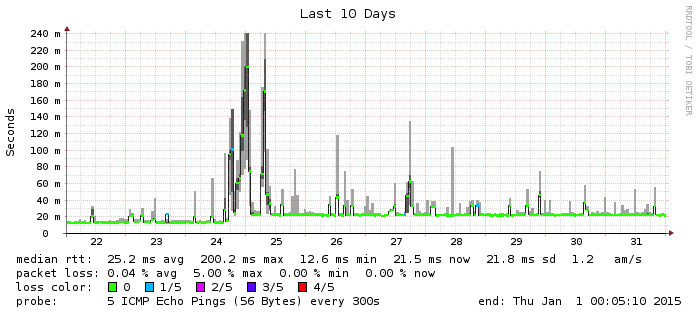 Last 10 Days
RRDTOOL / TOBI OETIKER
Seconds
240 m
220 m
200 m
180 m
160 m
140 m
120 m
100 m
80 m
60 m
40 m
20 m
0
22 23 24 25 26 27 28 29 30 31
median rtt: 25.2 ms avg 200.2 ms max 12.6 ms min 21.5 ms now 21.8 ms sd 1.2 am/s
packet loss: 0.04 % avg 5.00 % max 0.00 % min 0.00 % now
loss color: 0 1/5 2/5 3/5 4/5
probe: 5 ICMP Echo Pings (56 Bytes) every 300s end: Thu Jan 1 00:05:10 2015